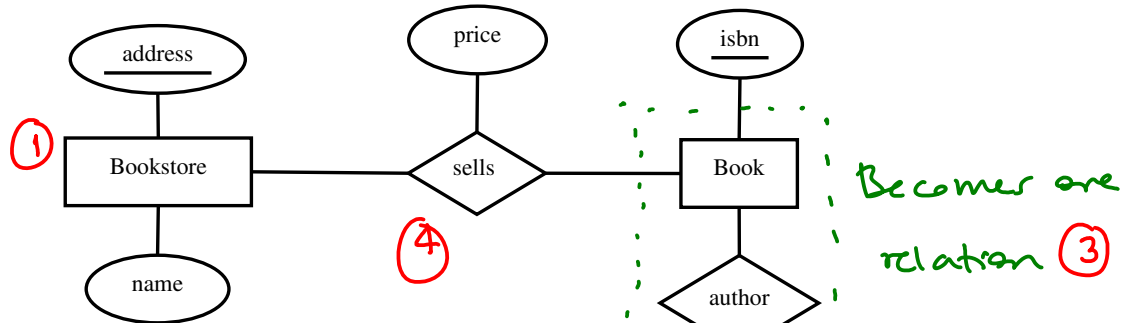 address
price
isbn
1
Bookstore
sells
Book
Becomes one
relation 3
4
name
author